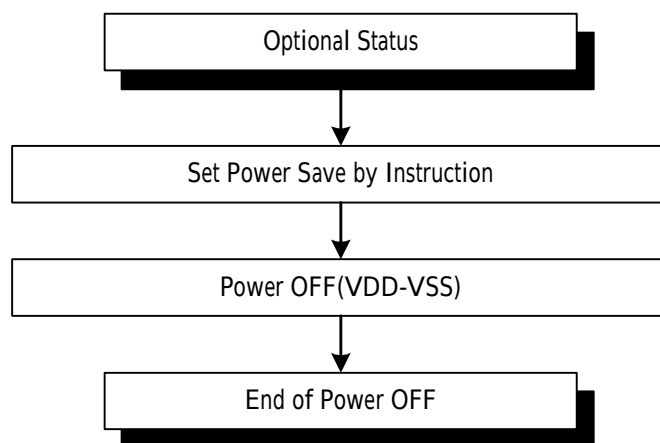 Optional Status
Set Power Save by Instruction
Power OFF(VDD-VSS)
End of Power OFF